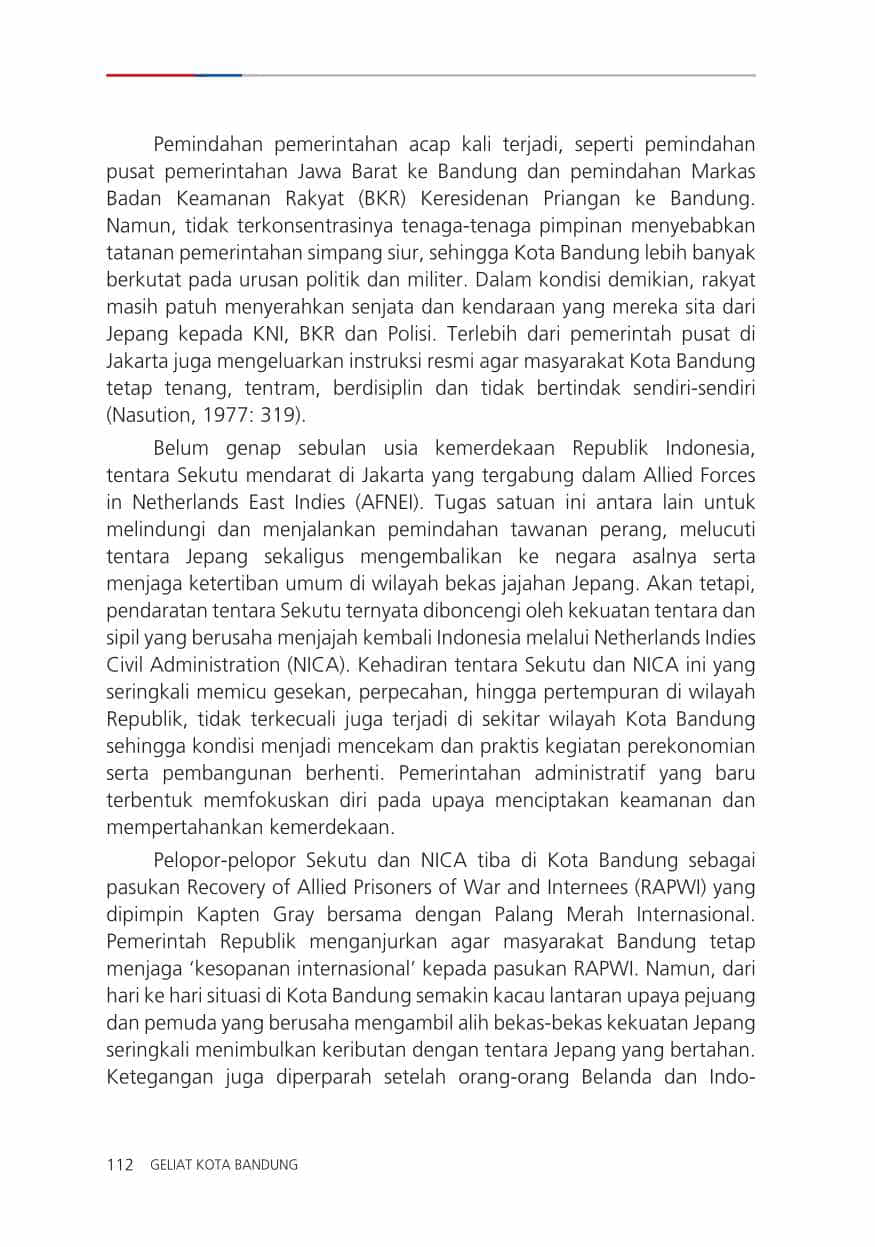 Pemindahan pemerintahan acap kali terjadi, seperti pemindahan
pusat pemerintahan Jawa Barat ke Bandung dan pemindahan Markas
Badan Keamanan Rakyat (BKR) Keresidenan Priangan ke Bandung.
Namun, tidak terkonsentrasinya tenaga-tenaga pimpinan menyebabkan
tatanan pemerintahan simpang siur, sehingga Kota Bandung lebih banyak
berkutat pada urusan politik dan militer. Dalam kondisi demikian, rakyat
masih patuh menyerahkan senjata dan kendaraan yang mereka sita dari
Jepang kepada KNI, BKR dan Polisi. Terlebih dari pemerintah pusat di
Jakarta juga mengeluarkan instruksi resmi agar masyarakat Kota Bandung
tetap tenang, tentram, berdisiplin dan tidak bertindak sendiri-sendiri
(Nasution, 1977: 319).
Belum genap sebulan usia kemerdekaan Republik Indonesia,
tentara Sekutu mendarat di Jakarta yang tergabung dalam Allied Forces
in Netherlands East Indies (AFNEI). Tugas satuan ini antara lain untuk
melindungi dan menjalankan pemindahan tawanan perang, melucuti
tentara Jepang sekaligus mengembalikan ke negara asalnya serta
menjaga ketertiban umum di wilayah bekas jajahan Jepang. Akan tetapi,
pendaratan tentara Sekutu ternyata diboncengi oleh kekuatan tentara dan
sipil yang berusaha menjajah kembali Indonesia melalui Netherlands Indies
Civil Administration (NICA). Kehadiran tentara Sekutu dan NICA ini yang
seringkali memicu gesekan, perpecahan, hingga pertempuran di wilayah
Republik, tidak terkecuali juga terjadi di sekitar wilayah Kota Bandung
sehingga kondisi menjadi mencekam dan praktis kegiatan perekonomian
serta pembangunan berhenti. Pemerintahan administratif yang baru
terbentuk memfokuskan diri pada upaya menciptakan keamanan dan
mempertahankan kemerdekaan.
Pelopor-pelopor Sekutu dan NICA tiba di Kota Bandung sebagai
pasukan Recovery of Allied Prisoners of War and Internees (RAPWI) yang
dipimpin Kapten Gray bersama dengan Palang Merah Internasional.
Pemerintah Republik menganjurkan agar masyarakat Bandung tetap
menjaga ‘kesopanan internasional’ kepada pasukan RAPWI. Namun, dari
hari ke hari situasi di Kota Bandung semakin kacau lantaran upaya pejuang
dan pemuda yang berusaha mengambil alih bekas-bekas kekuatan Jepang
seringkali menimbulkan keributan dengan tentara Jepang yang bertahan.
Ketegangan juga diperparah setelah orang-orang Belanda dan Indo-
112 GELIAT KOTA BANDUNG